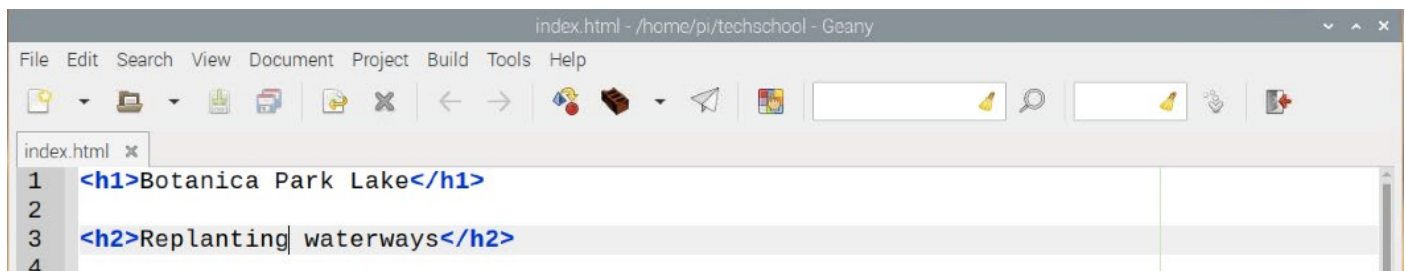 index.html - /home/pi/techschool - Geany
File Edit Search View Document Project Build Tools Help
index.html
1 <h1>Botanica Park Lake</h1>
2
3 <h2>Replanting waterways</h2>
4